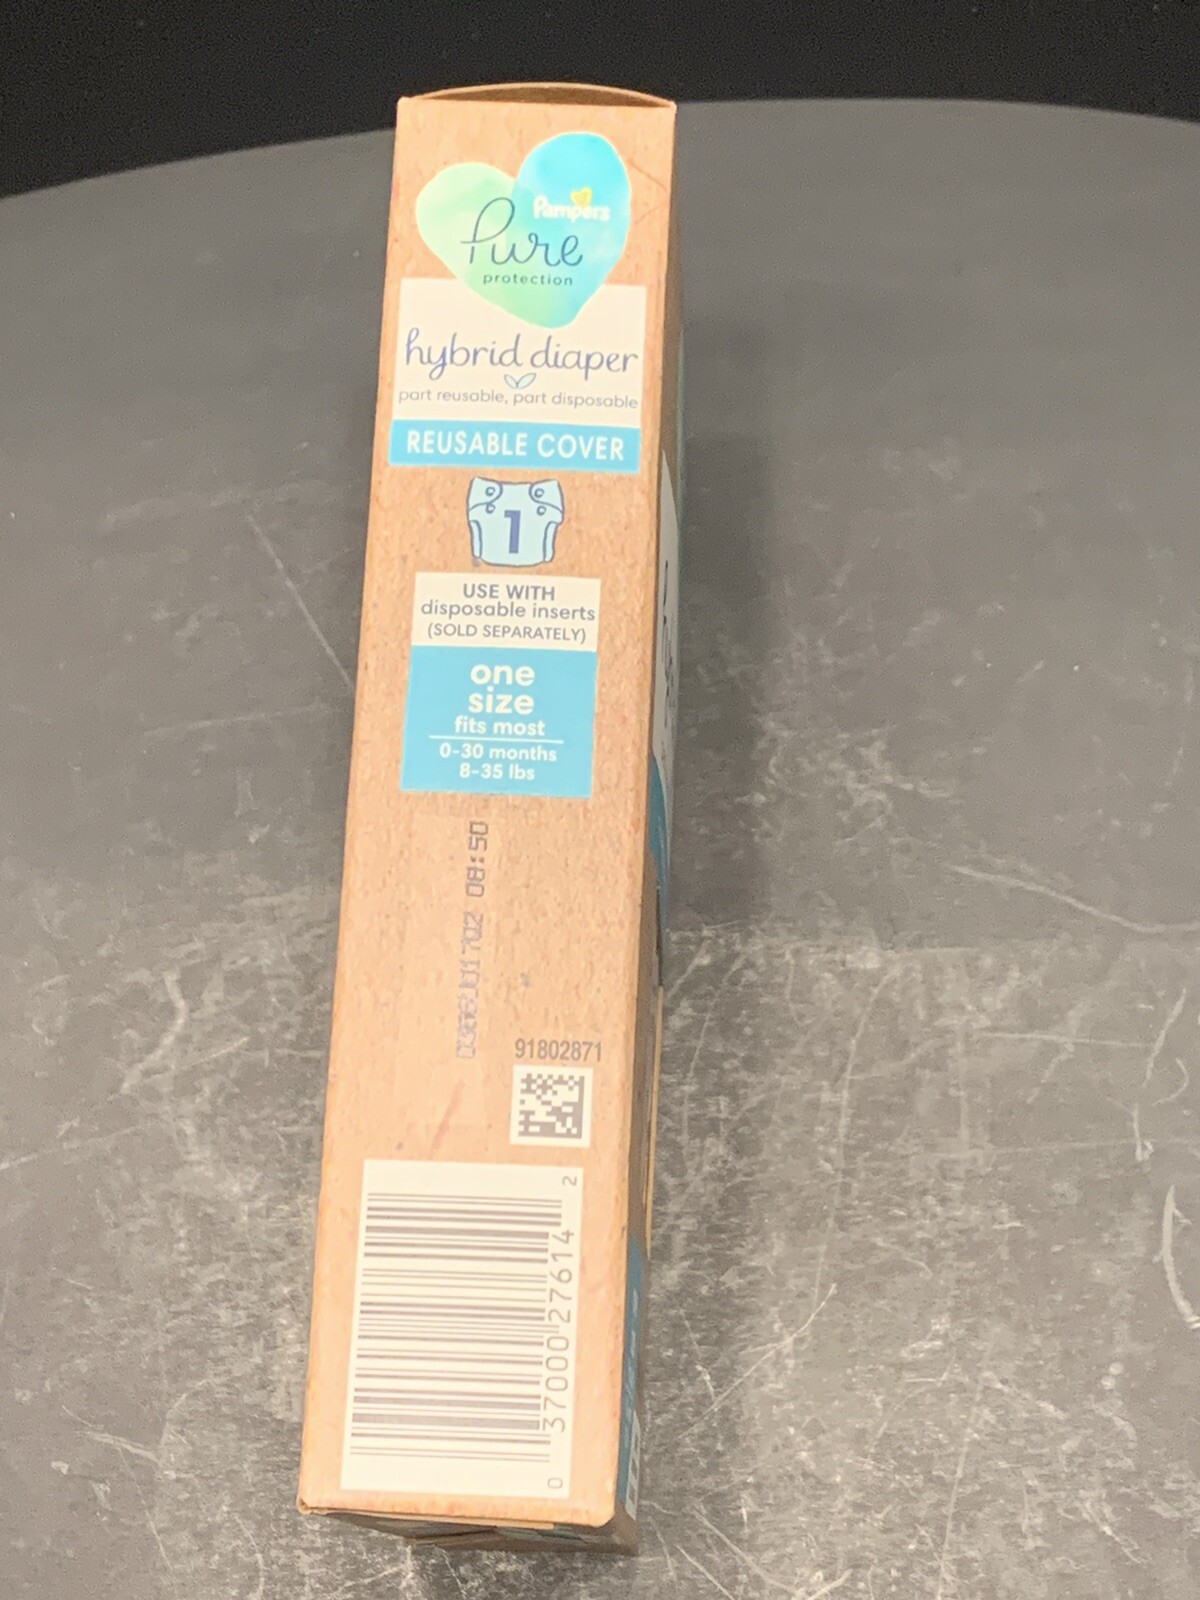 Pampers
Pure
protection
hybrid diaper
part reusable, part disposable
REUSABLE COVER
1
USE WITH
disposable inserts
(SOLD SEPARATELY)
one
size
fits most
0-30 months
8-35 lbs
08:50
91802871
0 37000 27614 2